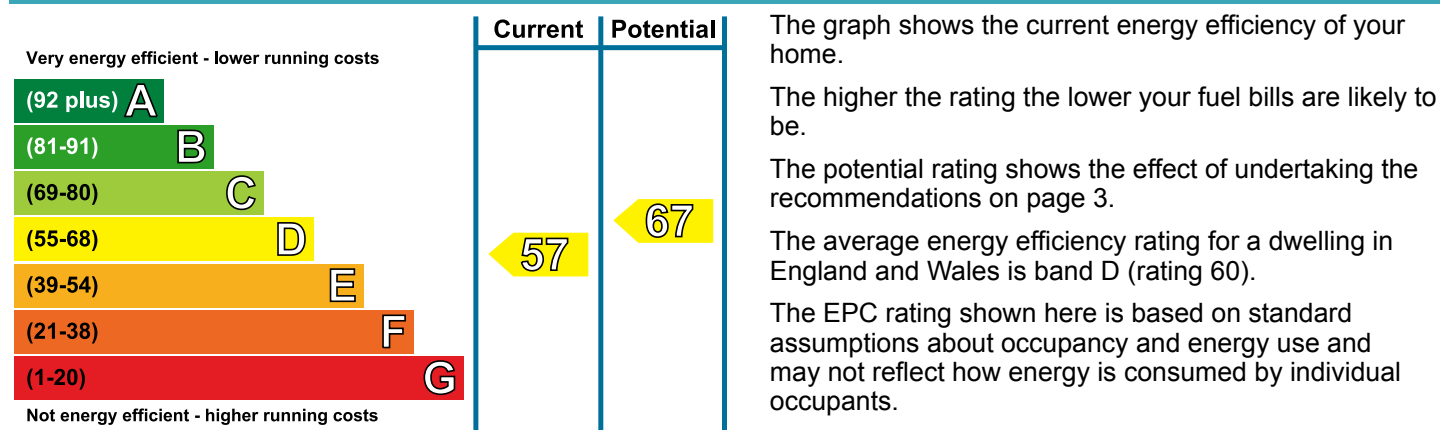 Current Potential
Very energy efficient - lower running costs
(92 plus) A
(81-91) B
(69-80) C
(55-68) D
(39-54) E
(21-38) F
(1-20) G
57
67
Not energy efficient - higher running costs
The graph shows the current energy efficiency of your
home.
The higher the rating the lower your fuel bills are likely to
be.
The potential rating shows the effect of undertaking the
recommendations on page 3.
The average energy efficiency rating for a dwelling in
England and Wales is band D (rating 60).
The EPC rating shown here is based on standard
assumptions about occupancy and energy use and
may not reflect how energy is consumed by individual
occupants.